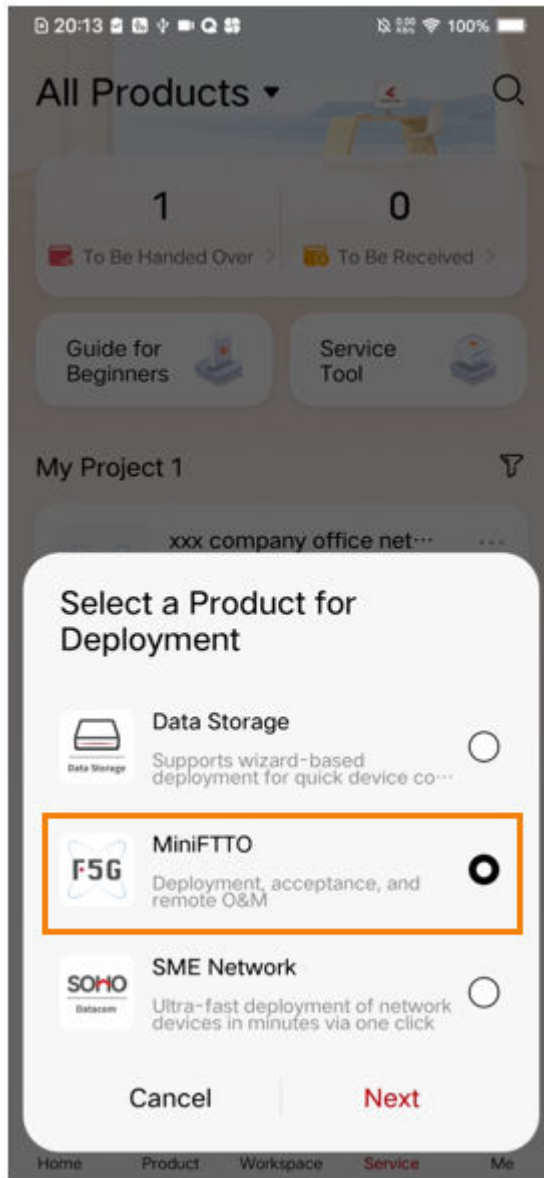 20:13
100%
All Products
1
0
To Be Handed Over
To Be Received
Guide for
Beginners
Service
Tool
My Project 1
xxx company office net···
Select a Product for
Deployment
Data Storage
Data Storage
Supports wizard-based
deployment for quick device co···
F5G
MiniFTTO
Deployment, acceptance, and
remote O&M
SOHO
Datacom
SME Network
Ultra-fast deployment of network
devices in minutes via one click
Cancel
Next
Home
Product
Workspace
Service
Me